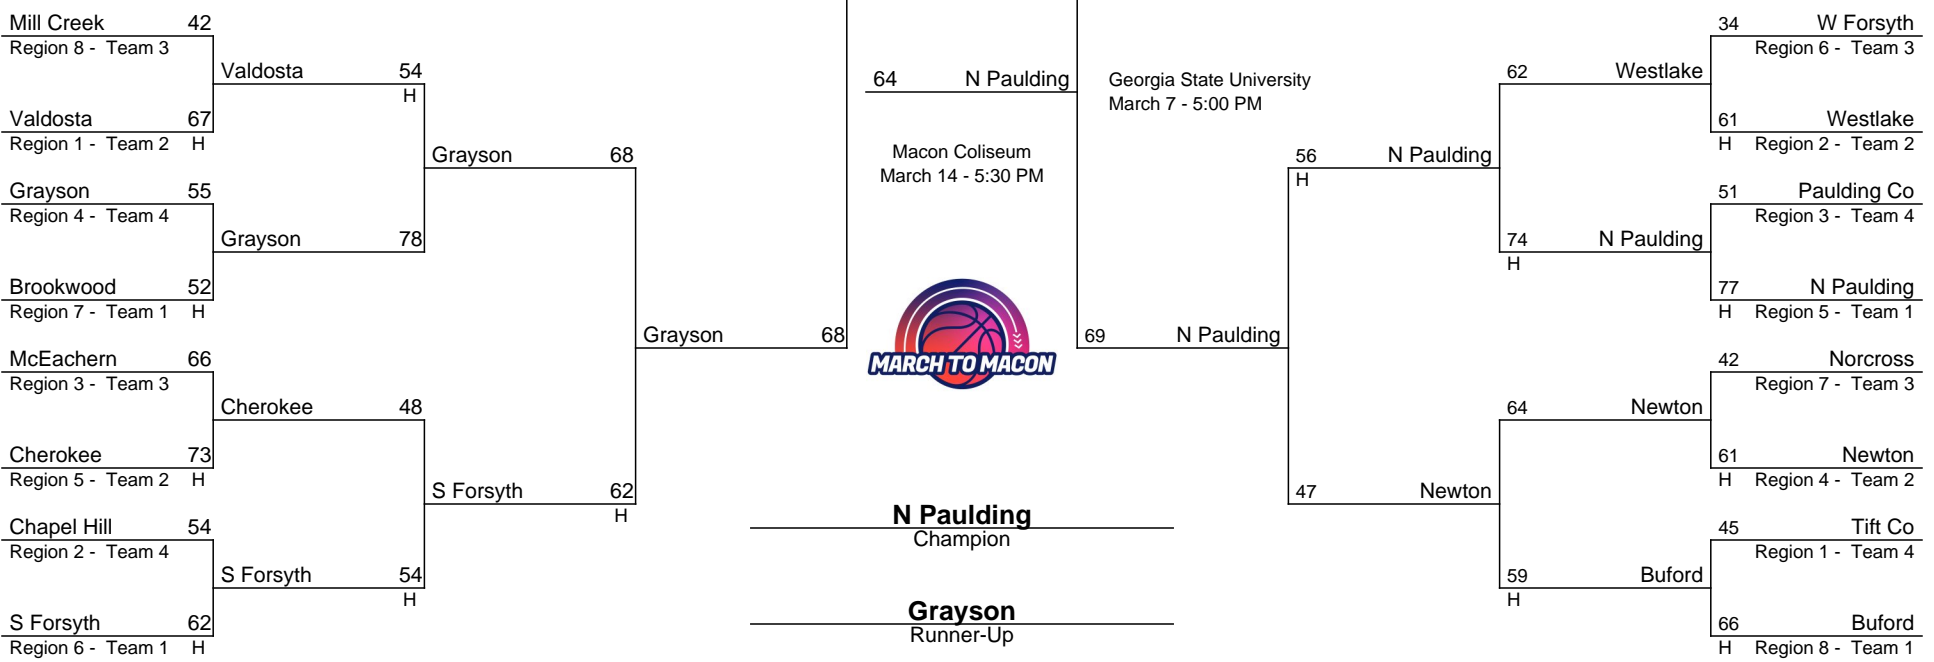 Mill Creek 42
Region 8 - Team 3
Valdosta 54
H
Valdosta 67
Region 1 - Team 2 H
Grayson 68
Grayson 55
Region 4 - Team 4
Grayson 78
Brookwood 52
Region 7 - Team 1 H
Grayson 68
McEachern 66
Region 3 - Team 3
Cherokee 48
Cherokee 73
Region 5 - Team 2 H
S Forsyth 62
H
Chapel Hill 54
Region 2 - Team 4
S Forsyth 54
H
S Forsyth 62
Region 6 - Team 1 H
64 N Paulding
Macon Coliseum
March 14 - 5:30 PM
MARCH TO MACON
N Paulding
Champion
Grayson
Runner-Up
Georgia State University
March 7 - 5:00 PM
34 W Forsyth
Region 6 - Team 3
62 Westlake
61 Westlake
H Region 2 - Team 2
56 N Paulding
H
51 Paulding Co
Region 3 - Team 4
74 N Paulding
H
77 N Paulding
H Region 5 - Team 1
69 N Paulding
42 Norcross
Region 7 - Team 3
64 Newton
61 Newton
H Region 4 - Team 2
47 Newton
45 Tift Co
Region 1 - Team 4
59 Buford
H
66 Buford
H Region 8 - Team 1